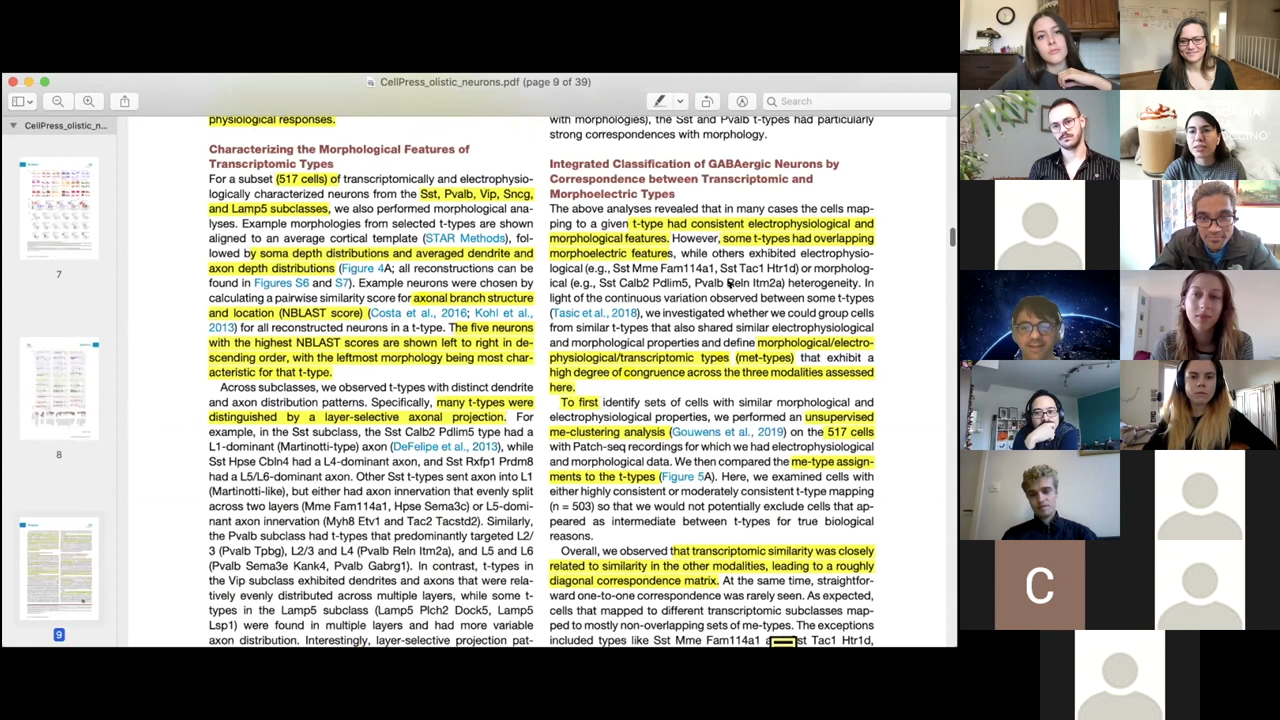 CellPress_olistic_neurons.pdf (page 9 of 39)
Search
CellPress_olistic_n...
7
8
9
physiological responses.
Characterizing the Morphological Features of
Transcriptomic Types
For a subset (517 cells) of transcriptomically and electrophysio-
logically characterized neurons from the Sst, Pvalb, Vip, Sncg,
and Lamp5 subclasses, we also performed morphological ana-
lyses. Example morphologies from selected t-types are shown
aligned to an average cortical template (STAR Methods), fol-
lowed by soma depth distributions and averaged dendrite and
axon depth distributions (Figure 4A; all reconstructions can be
found in Figures S6 and S7). Example neurons were chosen by
calculating a pairwise similarity score for axonal branch structure
and location (NBLAST score) (Costa et al., 2016; Kohl et al.,
2013) for all reconstructed neurons in a t-type. The five neurons
with the highest NBLAST scores are shown left to right in de-
scending order, with the leftmost morphology being most char-
acteristic for that t-type.
Across subclasses, we observed t-types with distinct dendrite
and axon distribution patterns. Specifically, many t-types were
distinguished by a layer-selective axonal projection. For
example, in the Sst subclass, the Sst Calb2 Pdlim5 type had a
L1-dominant (Martinotti-type) axon (DeFelipe et al., 2013), while
Sst Hpse Cbln4 had a L4-dominant axon, and Sst Rxfp1 Prdm8
had a L5/L6-dominant axon. Other Sst t-types sent axon into L1
(Martinotti-like), but either had axon innervation that evenly split
across two layers (Mme Fam114a1, Hpse Sema3c) or L5-domi-
nant axon innervation (Myh8 Etv1 and Tac2 Tacstd2). Similarly,
the Pvalb subclass had t-types that predominantly targeted L2/
3 (Pvalb Tpbg), L2/3 and L4 (Pvalb Reln Itm2a), and L5 and L6
(Pvalb Sema3e Kank4, Pvalb Gabrg1). In contrast, t-types in
the Vip subclass exhibited dendrites and axons that were rela-
tively evenly distributed across multiple layers, while some t-
types in the Lamp5 subclass (Lamp5 Plch2 Dock5, Lamp5
Lsp1) were found in multiple layers and had more variable
axon distribution. Interestingly, layer-selective projection pat-
with morphologies), the Sst and Pvalb t-types had particularly
strong correspondences with morphology.
Integrated Classification of GABAergic Neurons by
Correspondence between Transcriptomic and
Morphoelectric Types
The above analyses revealed that in many cases the cells map-
ping to a given t-type had consistent electrophysiological and
morphological features. However, some t-types had overlapping
morphoelectric features, while others exhibited electrophysio-
logical (e.g., Sst Mme Fam114a1, Sst Tac1 Htr1d) or morpholog-
ical (e.g., Sst Calb2 Pdlim5, Pvalb Reln Itm2a) heterogeneity. In
light of the continuous variation observed between some t-types
(Tasic et al., 2018), we investigated whether we could group cells
from similar t-types that also shared similar electrophysiological
and morphological properties and define morphological/electro-
physiological/transcriptomic types (met-types) that exhibit a
high degree of congruence across the three modalities assessed
here.
To first identify sets of cells with similar morphological and
electrophysiological properties, we performed an unsupervised
me-clustering analysis (Gouwens et al., 2019) on the 517 cells
with Patch-seq recordings for which we had electrophysiological
and morphological data. We then compared the me-type assign-
ments to the t-types (Figure 5A). Here, we examined cells with
either highly consistent or moderately consistent t-type mapping
(n = 503) so that we would not potentially exclude cells that ap-
peared as intermediate between t-types for true biological
reasons.
Overall, we observed that transcriptomic similarity was closely
related to similarity in the other modalities, leading to a roughly
diagonal correspondence matrix. At the same time, straightfor-
ward one-to-one correspondence was rarely seen. As expected,
cells that mapped to different transcriptomic subclasses map-
ped to mostly non-overlapping sets of me-types. The exceptions
included types like Sst Mme Fam114a1 Tac1 Htr1d,
C